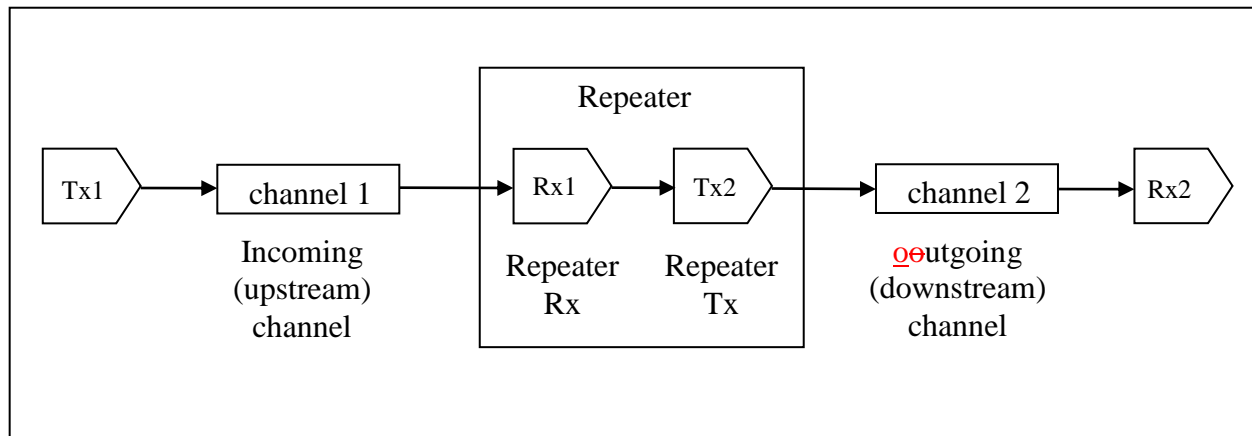 Repeater
Tx1
channel 1
Rx1
Tx2
channel 2
Rx2
Incoming
(upstream)
channel
Repeater
Rx
Repeater
Tx
ooutgoing
(downstream)
channel